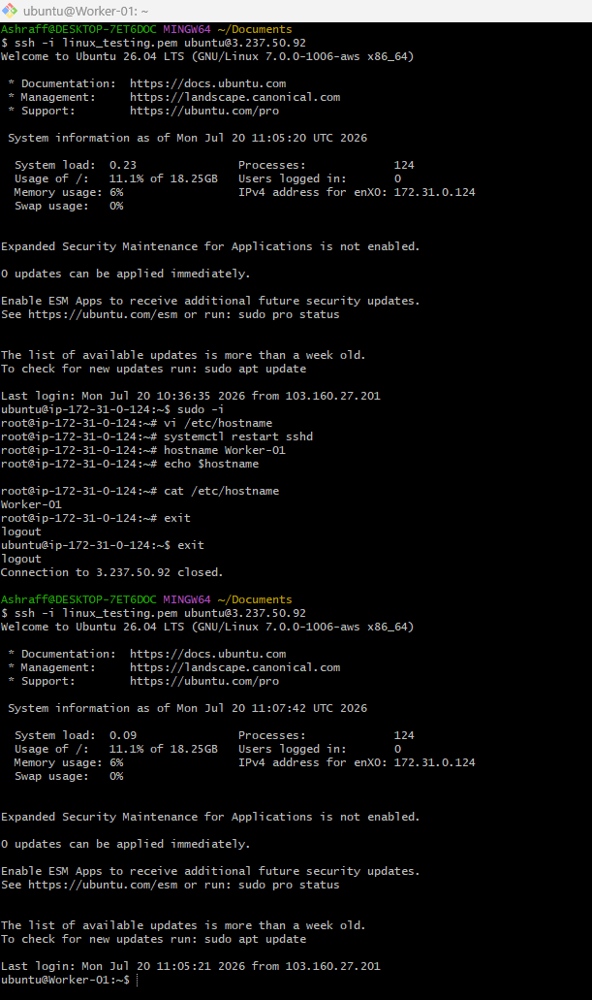 ubuntu@Worker-01: ~
Ashraff@DESKTOP-7ET6DOC MINGW64 ~/Documents
$ ssh -i linux_testing.pem ubuntu@3.237.50.92
Welcome to Ubuntu 26.04 LTS (GNU/Linux 7.0.0-1006-aws x86_64)

 * Documentation:  https://docs.ubuntu.com
 * Management:     https://landscape.canonical.com
 * Support:        https://ubuntu.com/pro

 System information as of Mon Jul 20 11:05:20 UTC 2026

  System load:  0.23               Processes:             124
  Usage of /:   11.1% of 18.25GB   Users logged in:       0
  Memory usage: 6%                 IPv4 address for enX0: 172.31.0.124
  Swap usage:   0%


Expanded Security Maintenance for Applications is not enabled.

0 updates can be applied immediately.

Enable ESM Apps to receive additional future security updates.
See https://ubuntu.com/esm or run: sudo pro status


The list of available updates is more than a week old.
To check for new updates run: sudo apt update

Last login: Mon Jul 20 10:36:35 2026 from 103.160.27.201
ubuntu@ip-172-31-0-124:~$ sudo -i
root@ip-172-31-0-124:~# vi /etc/hostname
root@ip-172-31-0-124:~# systemctl restart sshd
root@ip-172-31-0-124:~# hostname Worker-01
root@ip-172-31-0-124:~# echo $hostname

root@ip-172-31-0-124:~# cat /etc/hostname
Worker-01
root@ip-172-31-0-124:~# exit
logout
ubuntu@ip-172-31-0-124:~$ exit
logout
Connection to 3.237.50.92 closed.

Ashraff@DESKTOP-7ET6DOC MINGW64 ~/Documents
$ ssh -i linux_testing.pem ubuntu@3.237.50.92
Welcome to Ubuntu 26.04 LTS (GNU/Linux 7.0.0-1006-aws x86_64)

 * Documentation:  https://docs.ubuntu.com
 * Management:     https://landscape.canonical.com
 * Support:        https://ubuntu.com/pro

 System information as of Mon Jul 20 11:07:42 UTC 2026

  System load:  0.09               Processes:             124
  Usage of /:   11.1% of 18.25GB   Users logged in:       0
  Memory usage: 6%                 IPv4 address for enX0: 172.31.0.124
  Swap usage:   0%


Expanded Security Maintenance for Applications is not enabled.

0 updates can be applied immediately.

Enable ESM Apps to receive additional future security updates.
See https://ubuntu.com/esm or run: sudo pro status


The list of available updates is more than a week old.
To check for new updates run: sudo apt update

Last login: Mon Jul 20 11:05:21 2026 from 103.160.27.201
ubuntu@Worker-01:~$